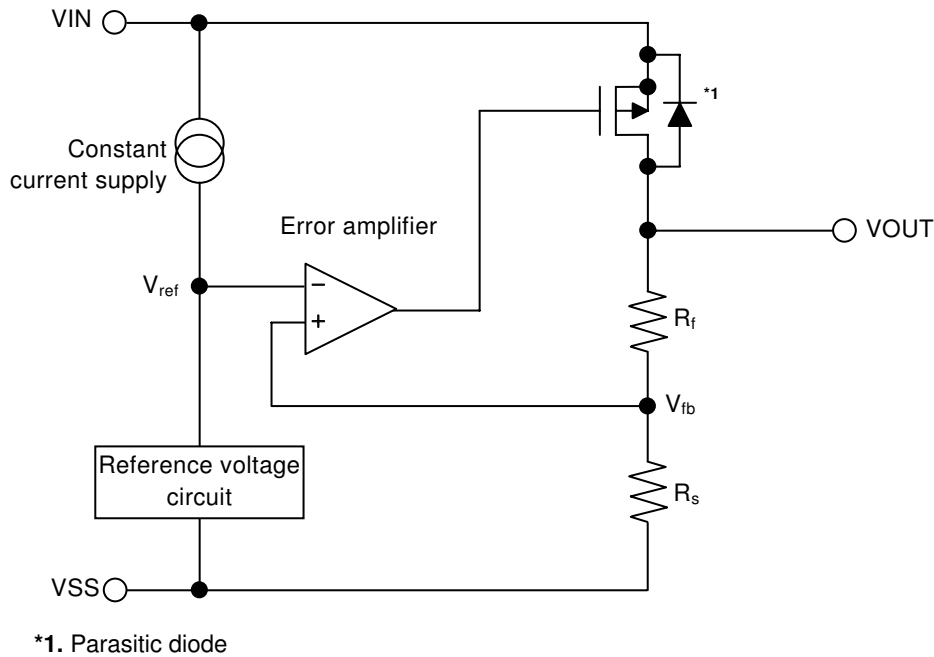 VIN
*1
Constant
current supply
Error amplifier
VOUT
Vref
−
+
Rf
Vfb
Reference voltage
circuit
Rs
VSS
*1. Parasitic diode